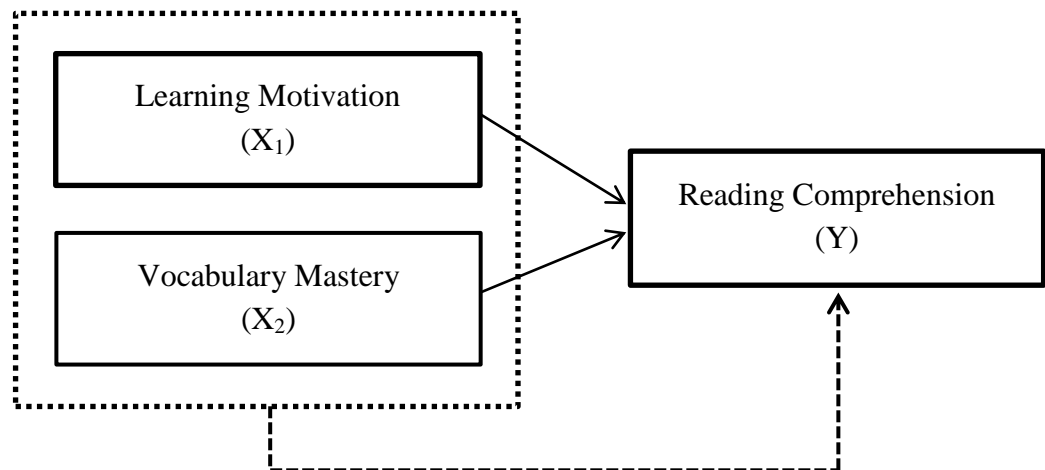 Learning Motivation
(X₁)
Vocabulary Mastery
(X₂)
Reading Comprehension
(Y)